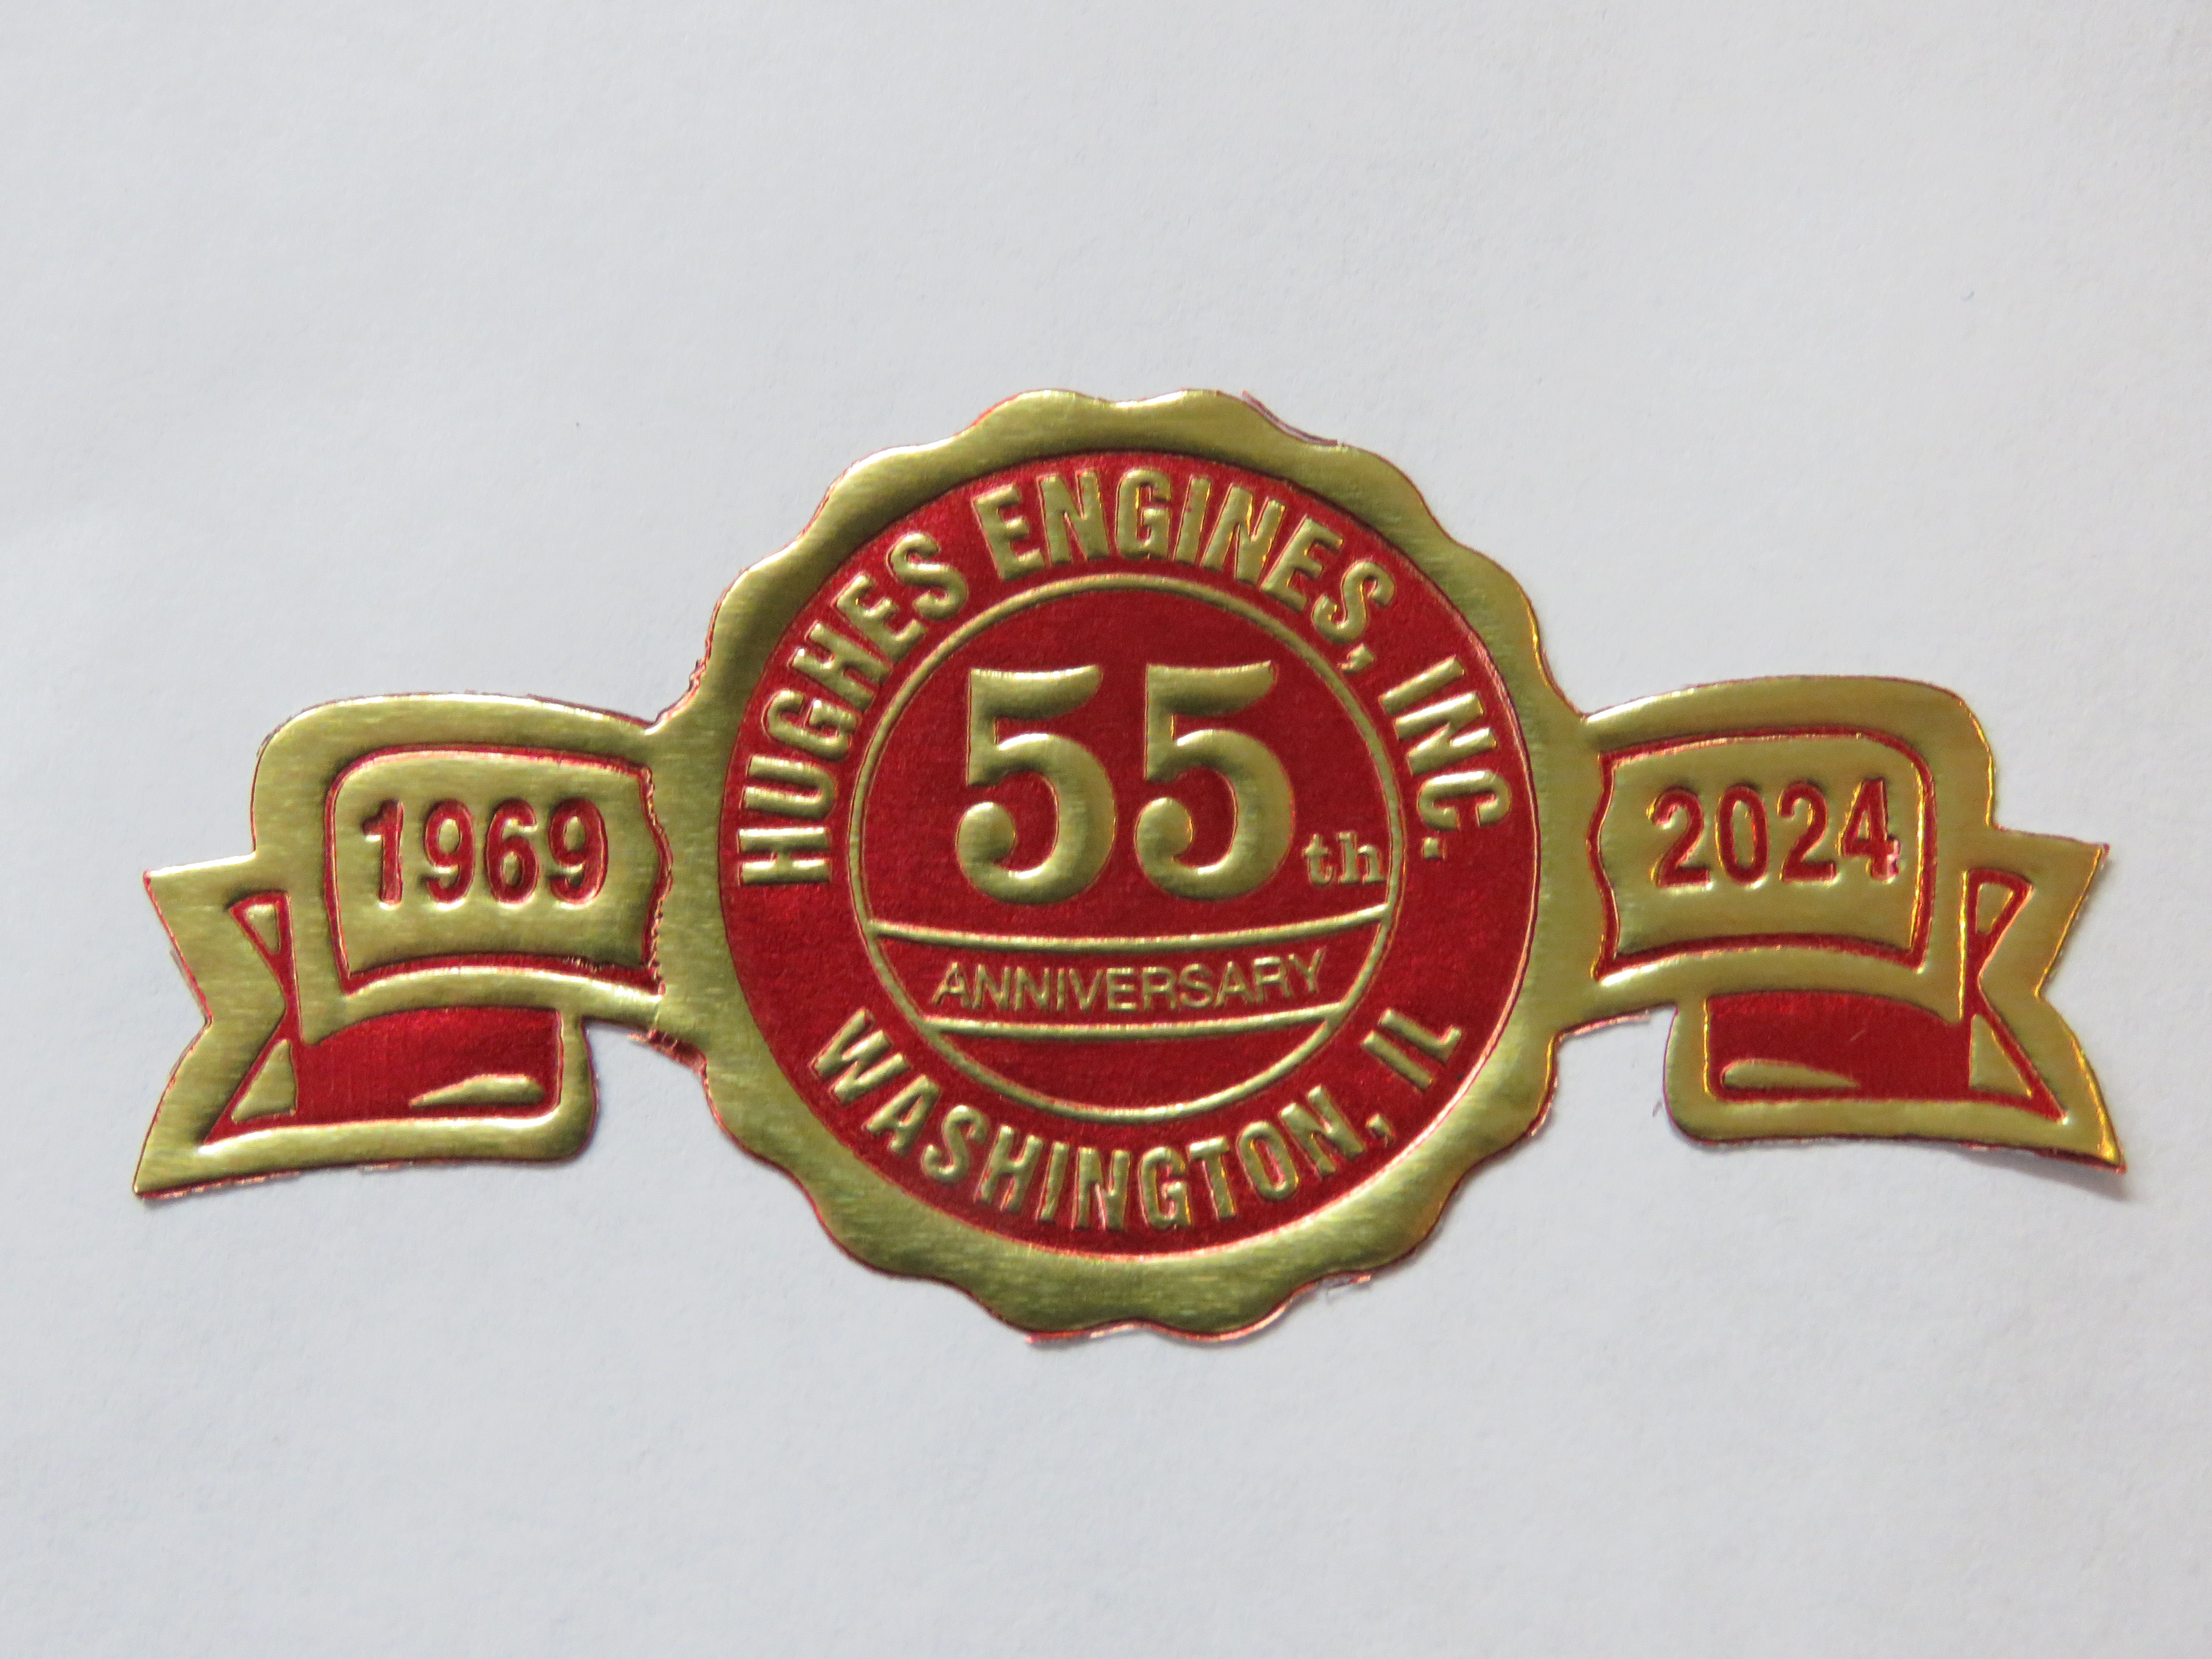 HUGHES ENGINES, INC.
1969
55th
2024
ANNIVERSARY
WASHINGTON, IL